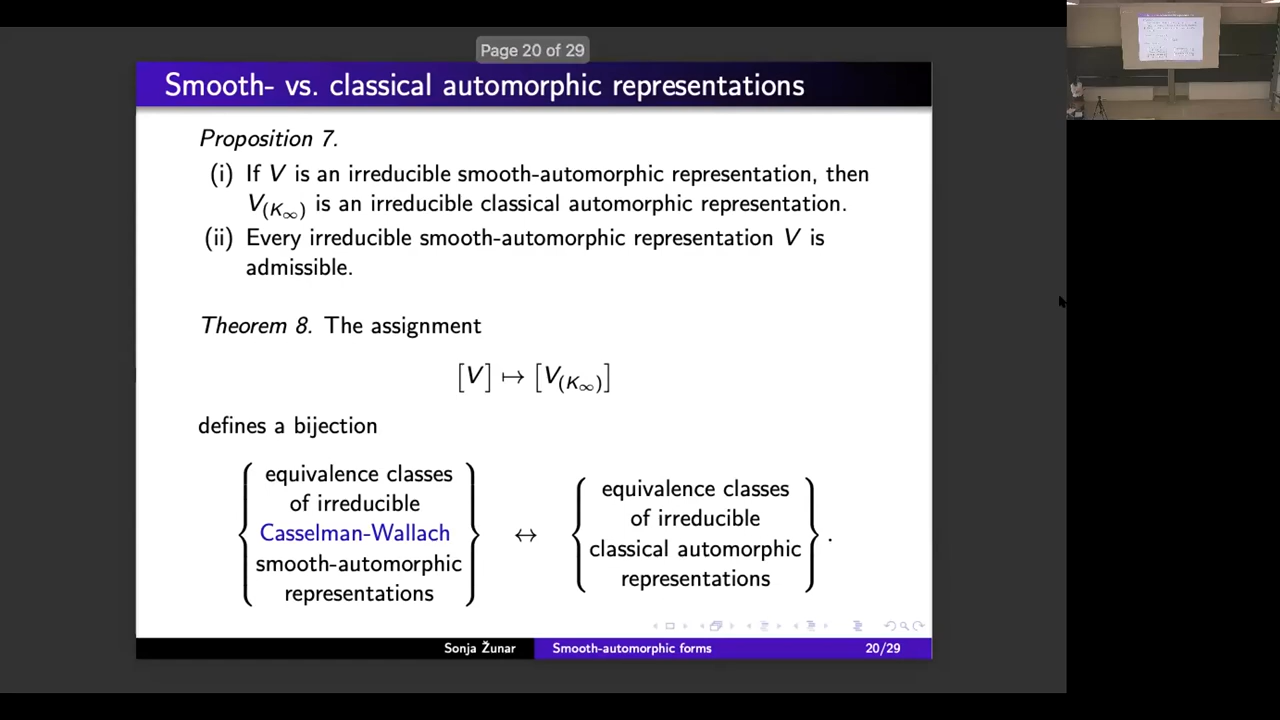 Page 20 of 29
Smooth- vs. classical automorphic representations
Proposition 7.
(i) If V is an irreducible smooth-automorphic representation, then
V_{(K_∞)} is an irreducible classical automorphic representation.
(ii) Every irreducible smooth-automorphic representation V is
admissible.
Theorem 8. The assignment
[V] ↦ [V_{(K_∞)}]
defines a bijection
{ equivalence classes
of irreducible
Casselman-Wallach
smooth-automorphic
representations }
↔
{ equivalence classes
of irreducible
classical automorphic
representations } .
Sonja Žunar
Smooth-automorphic forms
20/29